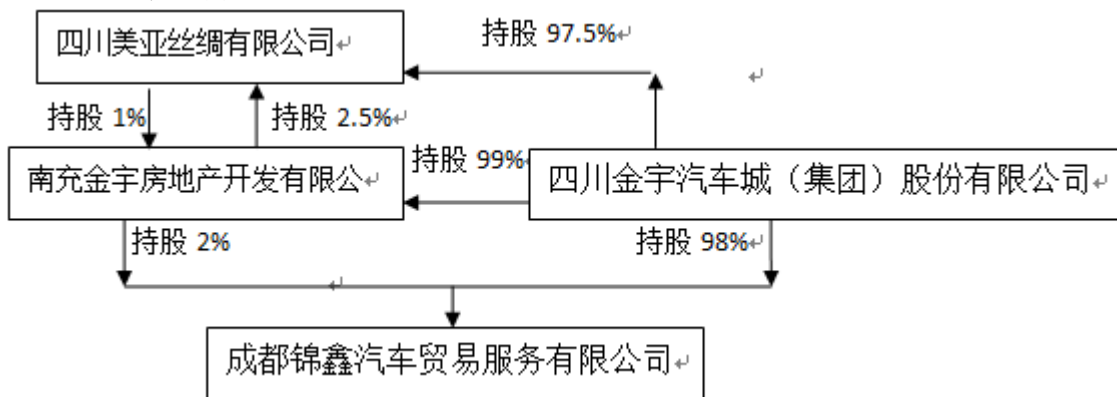 四川美亚丝绸有限公司
持股 97.5%
持股 1%
持股 2.5%
南充金宇房地产开发有限公
持股 99%
四川金宇汽车城（集团）股份有限公司
持股 2%
持股 98%
成都锦鑫汽车贸易服务有限公司